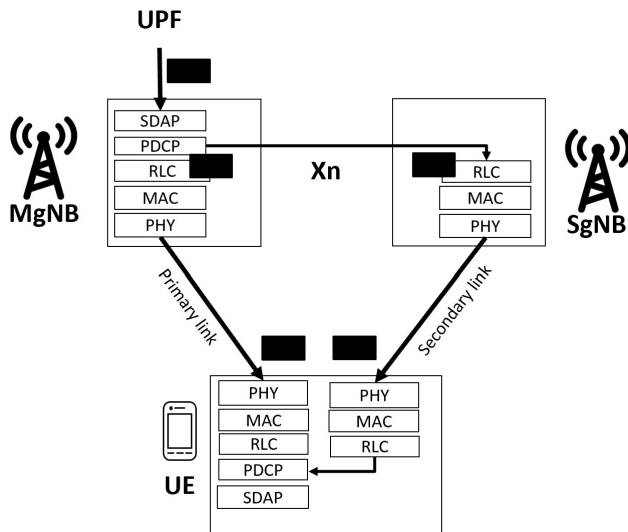 UPF
SDAP
PDCP
RLC
MAC
PHY
MgNB
Xn
RLC
MAC
PHY
SgNB
Primary link
Secondary link
PHY
MAC
RLC
PDCP
SDAP
PHY
MAC
RLC
UE